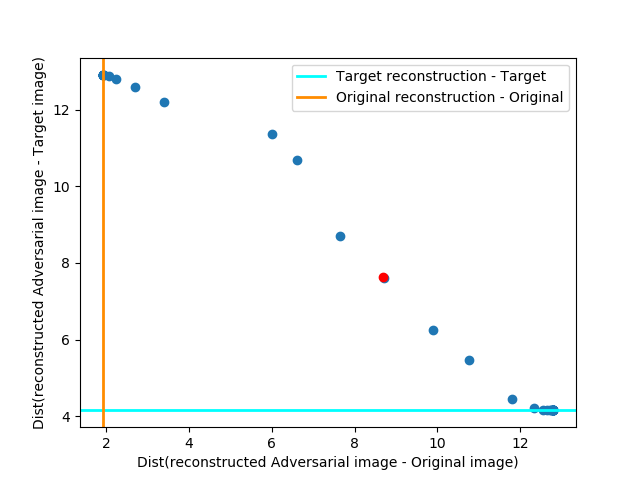 Target reconstruction - Target
Original reconstruction - Original
Dist(reconstructed Adversarial image - Target image)
12
10
8
6
4
2 4 6 8 10 12
Dist(reconstructed Adversarial image - Original image)